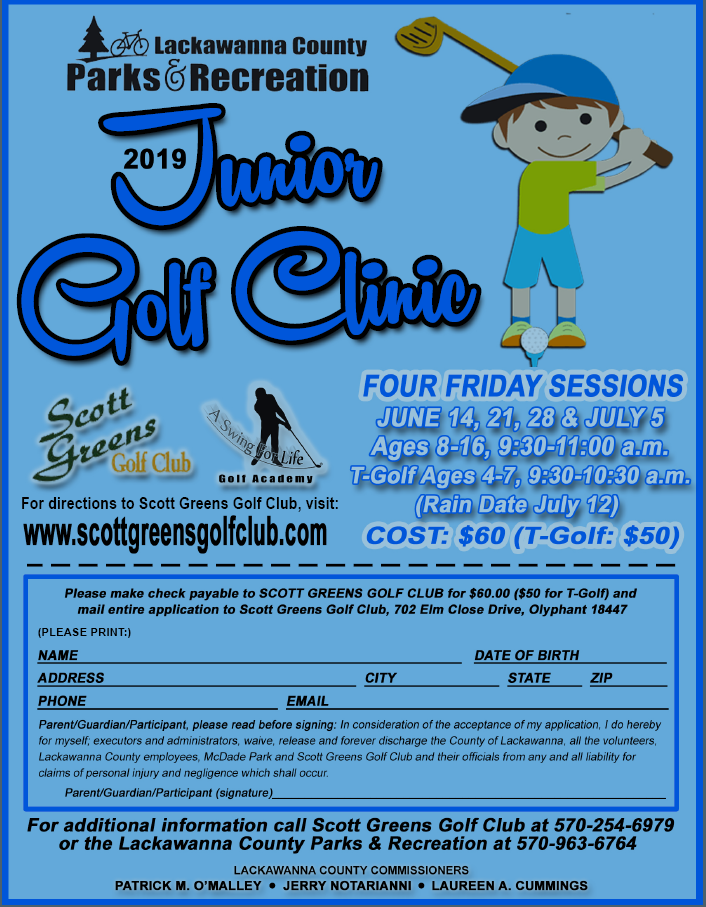 Lackawanna County
Parks & Recreation
2019 Junior
Golf Clinic
Scott
Greens
Golf Club
A Swing For Life
Golf Academy
For directions to Scott Greens Golf Club, visit:
www.scottgreensgolfclub.com
FOUR FRIDAY SESSIONS
JUNE 14, 21, 28 & JULY 5
Ages 8-16, 9:30-11:00 a.m.
T-Golf Ages 4-7, 9:30-10:30 a.m.
(Rain Date July 12)
COST: $60 (T-Golf: $50)
Please make check payable to SCOTT GREENS GOLF CLUB for $60.00 ($50 for T-Golf) and
mail entire application to Scott Greens Golf Club, 702 Elm Close Drive, Olyphant 18447
(PLEASE PRINT:)
NAME DATE OF BIRTH
ADDRESS CITY STATE ZIP
PHONE EMAIL
Parent/Guardian/Participant, please read before signing: In consideration of the acceptance of my application, I do hereby
for myself; executors and administrators, waive, release and forever discharge the County of Lackawanna, all the volunteers,
Lackawanna County employees, McDade Park and Scott Greens Golf Club and their officials from any and all liability for
claims of personal injury and negligence which shall occur.
Parent/Guardian/Participant (signature)
For additional information call Scott Greens Golf Club at 570-254-6979
or the Lackawanna County Parks & Recreation at 570-963-6764
LACKAWANNA COUNTY COMMISSIONERS
PATRICK M. O'MALLEY • JERRY NOTARIANNI • LAUREEN A. CUMMINGS